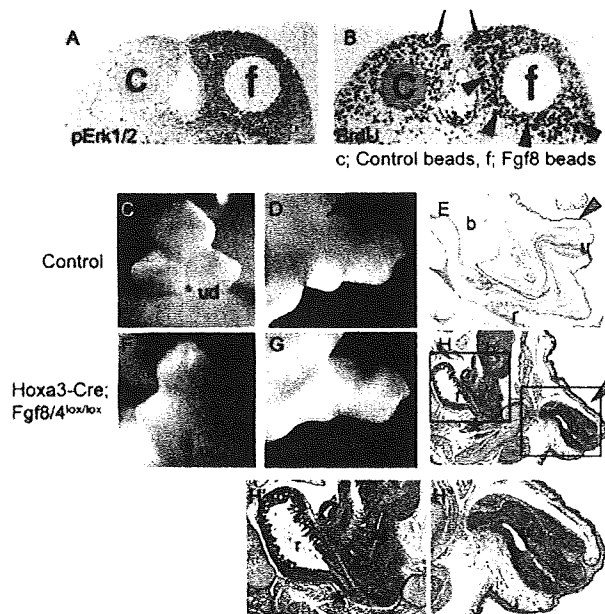 A
B
c
f
c
f
pErk1/2
BrdU
c; Control beads, f; Fgf8 beads
C
D
E
b
u
* ud
r
Control
G
H
Hoxa3-Cre;
Fgf8/4lox/lox
H'
r
H"